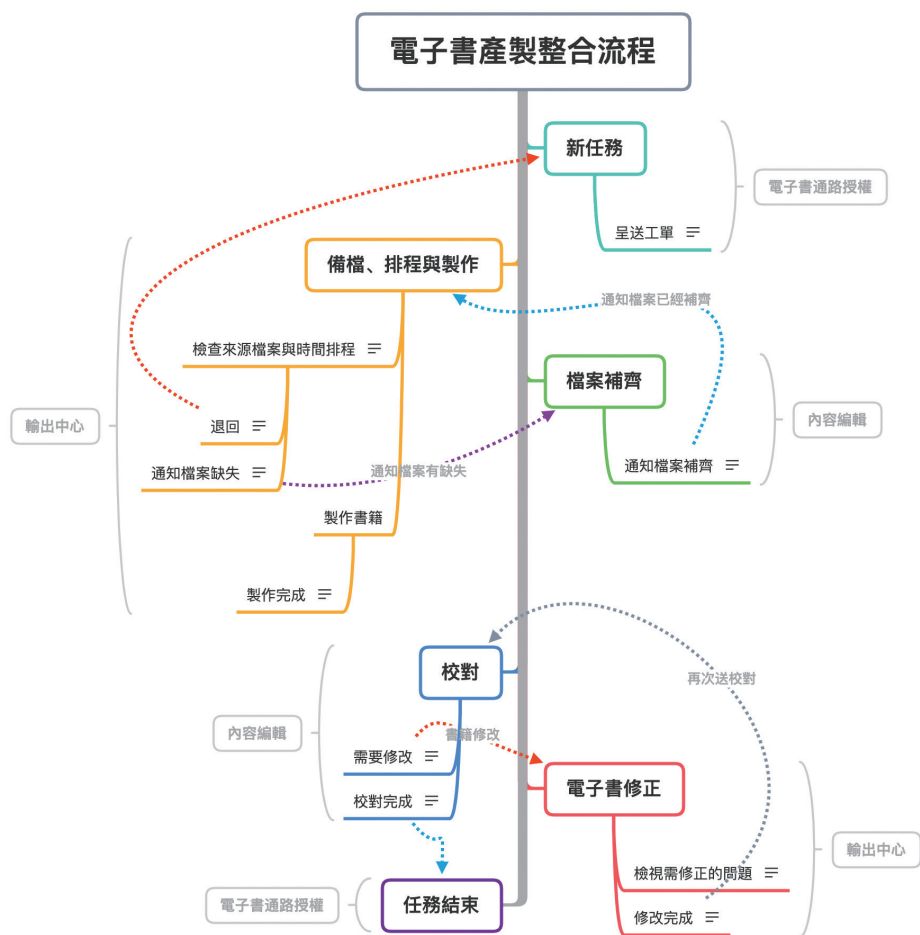 電子書產製整合流程
新任務
電子書通路授權
呈送工單
備檔、排程與製作
通知檔案已經補齊
檢查來源檔案與時間排程
檔案補齊
輸出中心
退回
內容編輯
通知檔案缺失
通知檔案有缺失
通知檔案補齊
製作書籍
製作完成
校對
再次送校對
內容編輯
書籍修改
需要修改
電子書修正
校對完成
輸出中心
檢視需修正的問題
電子書通路授權
任務結束
修改完成